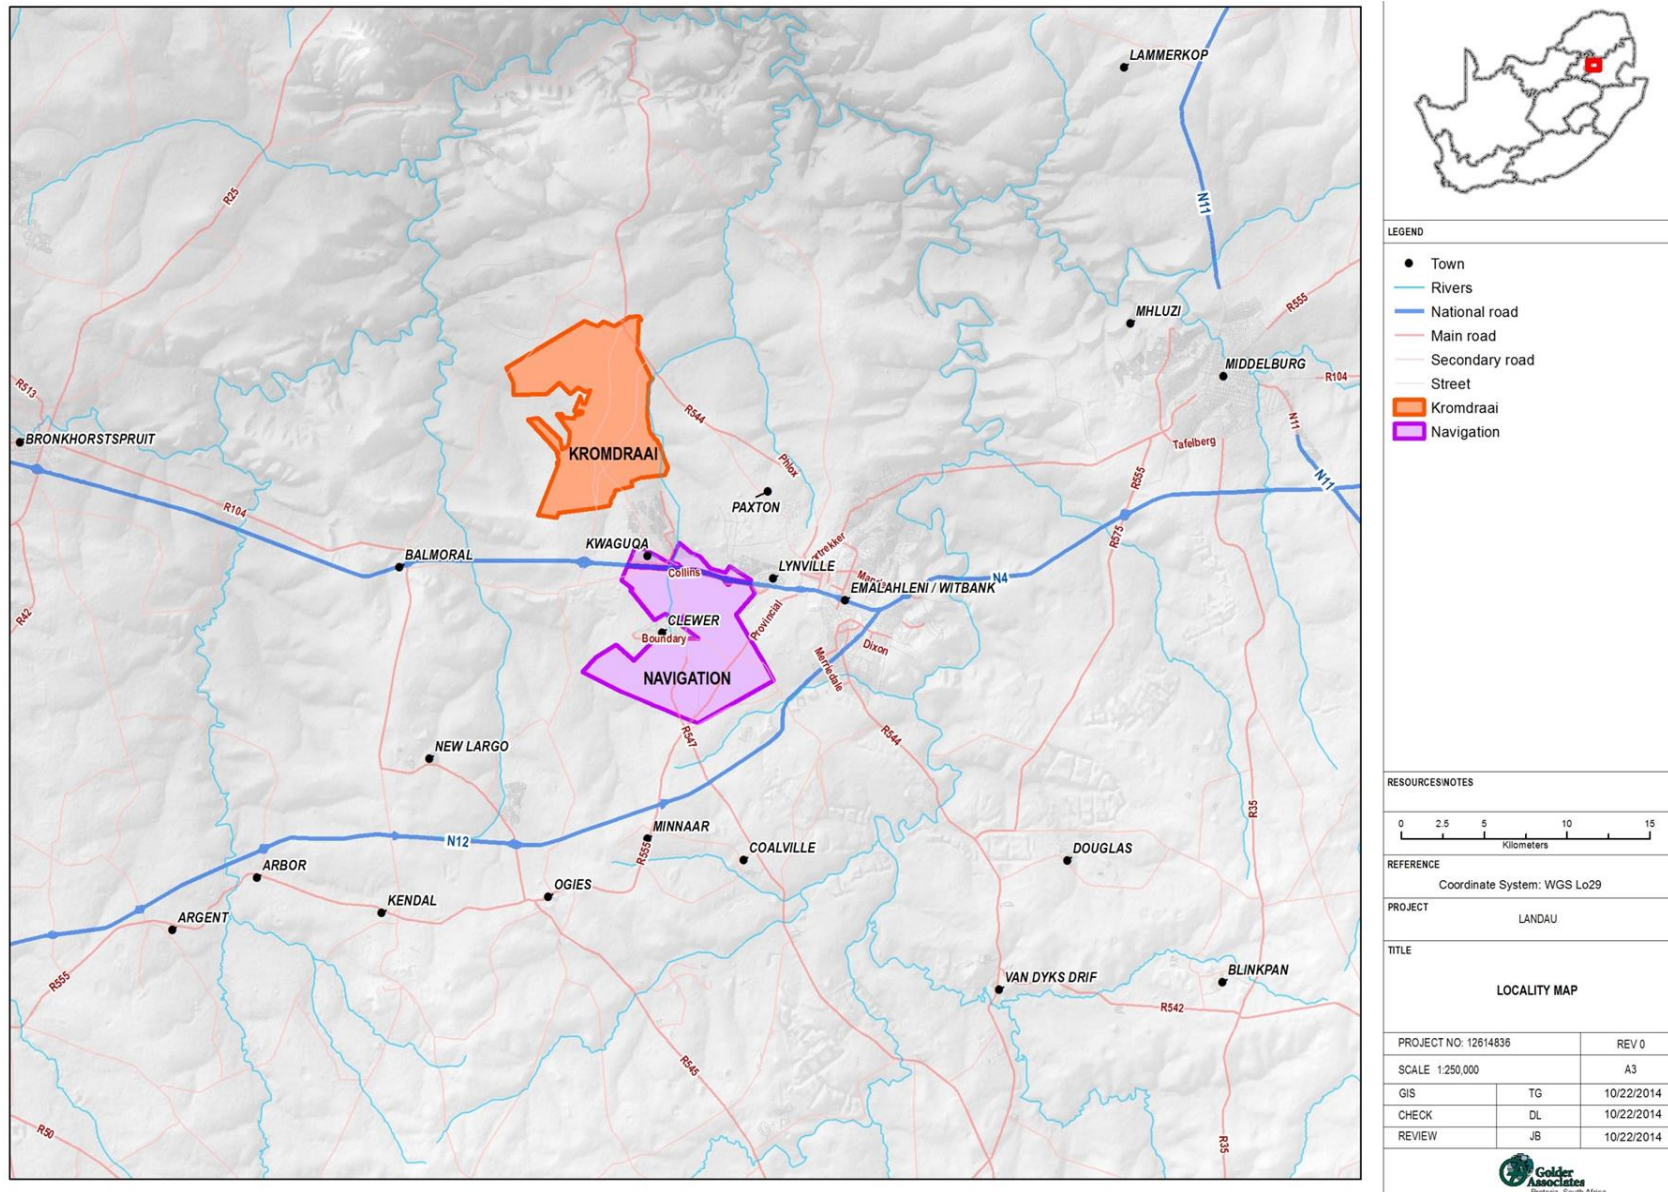 LAMMERKOP
R25
N11
MHLUZI
R555
MIDDELBURG
R104
R513
N11
BRONKHORSTSPRUIT
R544
Tafelberg
KROMDRAAI
Phlox
R555
N11
PAXTON
R104
R575
KWAGUQA
BALMORAL
Collins
LYNVILLE
N4
EMALAHLENI / WITBANK
R42
CLEWER
Provincial
Boundary
Dixon
Merriedale
NAVIGATION
R547
R544
NEW LARGO
R35
N12
MINNAAR
R555
COALVILLE
DOUGLAS
ARBOR
KENDAL
OGIES
ARGENT
R555
VAN DYKS DRIF
BLINKPAN
R542
R545
R50
R35
LEGEND
Town
Rivers
National road
Main road
Secondary road
Street
Kromdraai
Navigation
RESOURCES\NOTES
0 2.5 5 10 15
Kilometers
REFERENCE
Coordinate System: WGS Lo29
PROJECT
LANDAU
TITLE
LOCALITY MAP
PROJECT NO: 12614836 REV 0
SCALE 1:250,000 A3
GIS TG 10/22/2014
CHECK DL 10/22/2014
REVIEW JB 10/22/2014
Golder
Associates